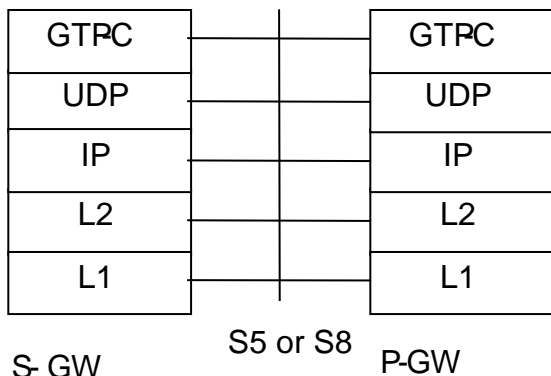 GTP-C GTP-C
UDP UDP
IP IP
L2 L2
L1 L1
S- GW S5 or S8 P-GW